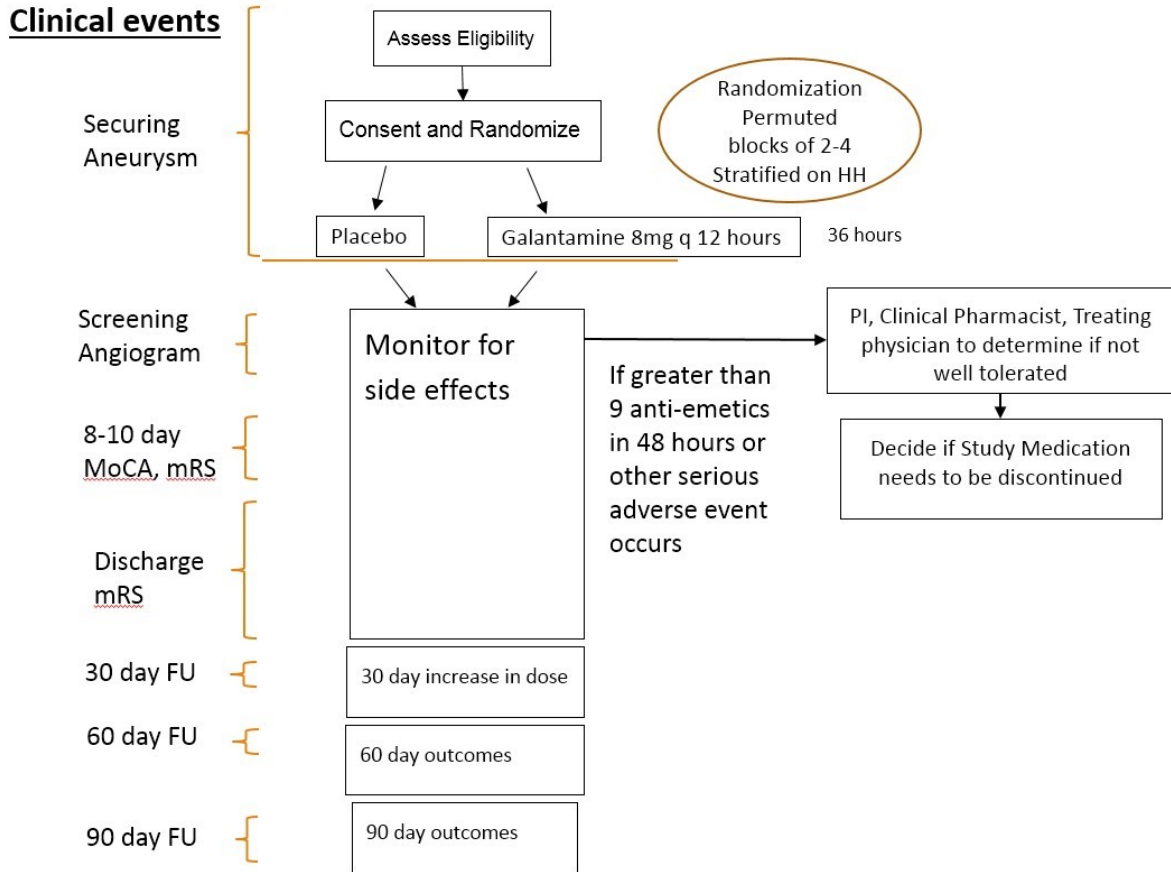 Clinical events
Assess Eligibility
Securing
Aneurysm
Consent and Randomize
Randomization
Permuted
blocks of 2-4
Stratified on HH
Placebo
Galantamine 8mg q 12 hours
36 hours
Screening
Angiogram
Monitor for
side effects
If greater than
9 anti-emetics
in 48 hours or
other serious
adverse event
occurs
PI, Clinical Pharmacist, Treating
physician to determine if not
well tolerated
Decide if Study Medication
needs to be discontinued
8-10 day
MoCA, mRS
Discharge
mRS
30 day FU
30 day increase in dose
60 day FU
60 day outcomes
90 day FU
90 day outcomes